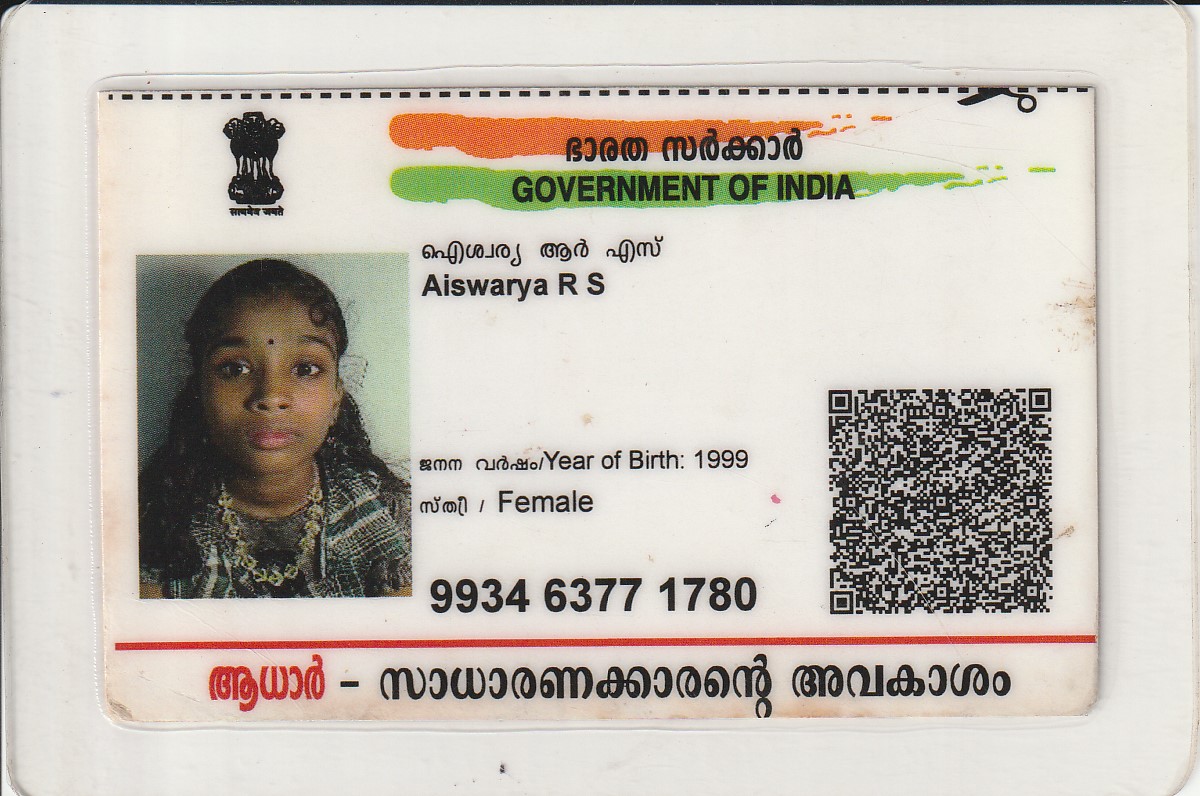 ഭാരത സർക്കാർ
GOVERNMENT OF INDIA
सत्यमेव जयते
ഐശ്വര്യ ആർ എസ്
Aiswarya R S
ജനന വർഷം/Year of Birth: 1999
സ്ത്രീ / Female
9934 6377 1780
ആധാർ - സാധാരണക്കാരന്റെ അവകാശം